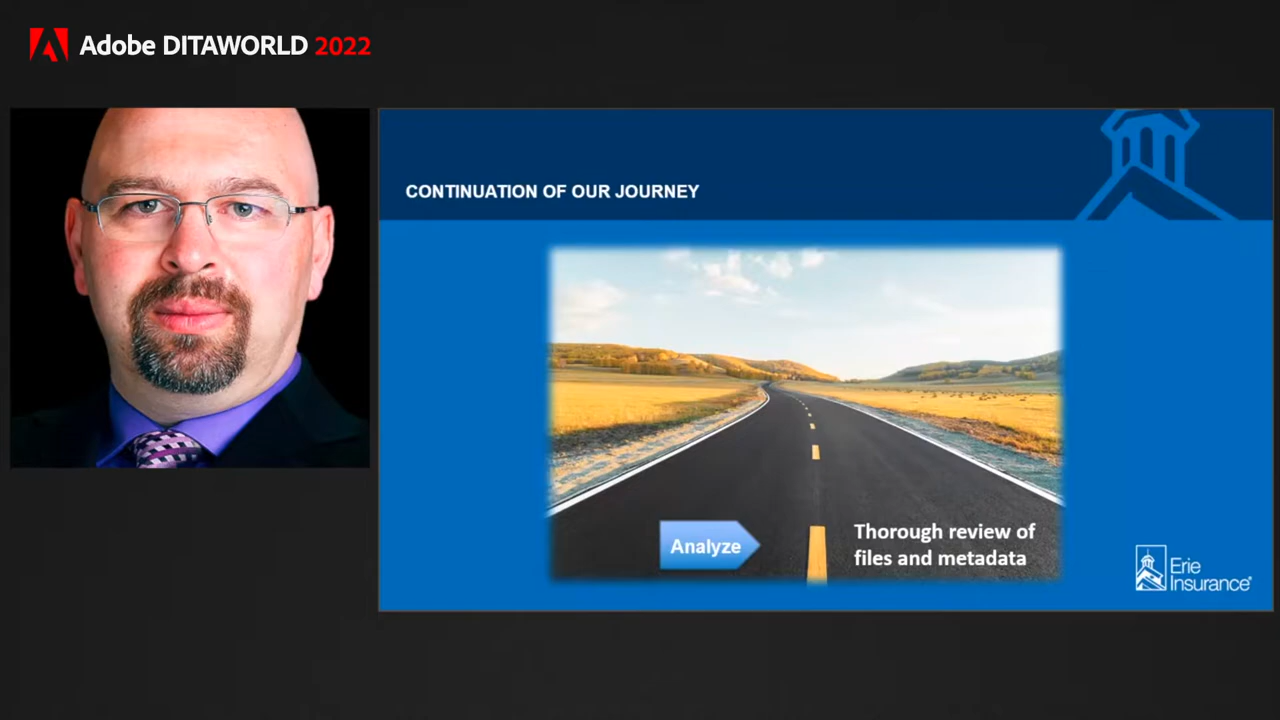 Adobe DITAWORLD 2022
CONTINUATION OF OUR JOURNEY
Analyze
Thorough review of
files and metadata
Erie
Insurance®